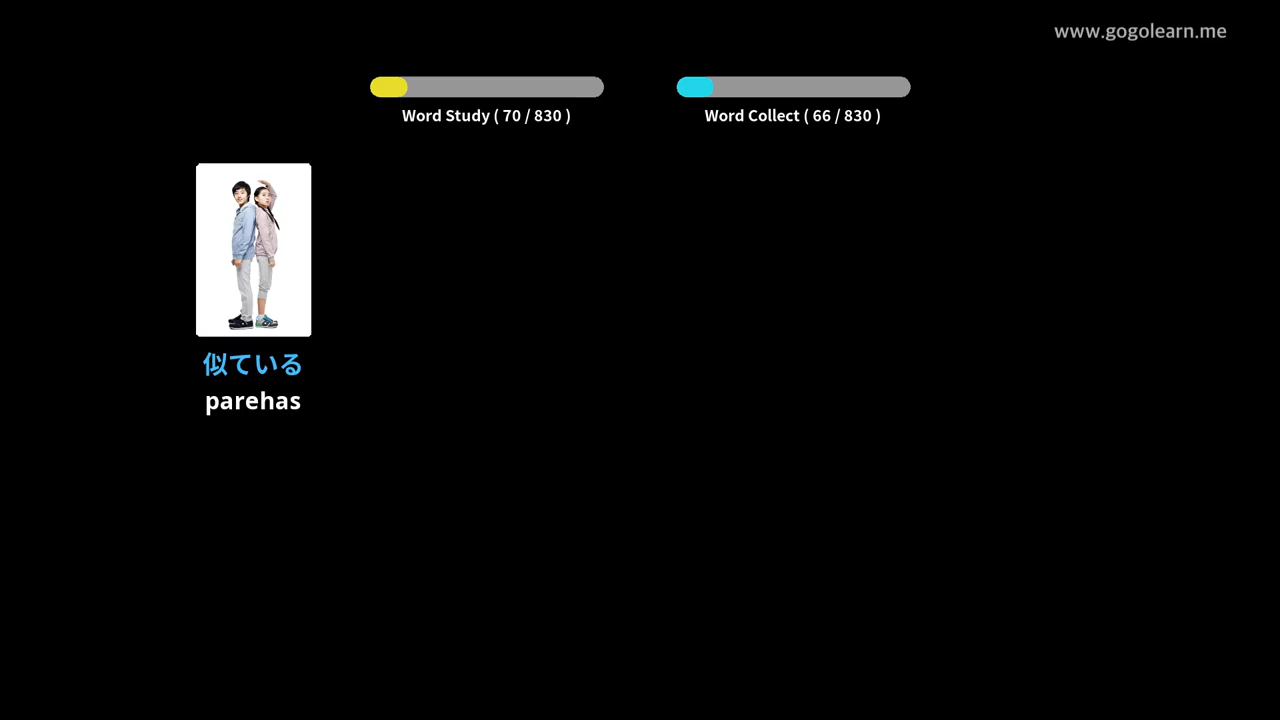 www.gogolearn.me
Word Study ( 70 / 830 )
Word Collect ( 66 / 830 )
似ている
parehas